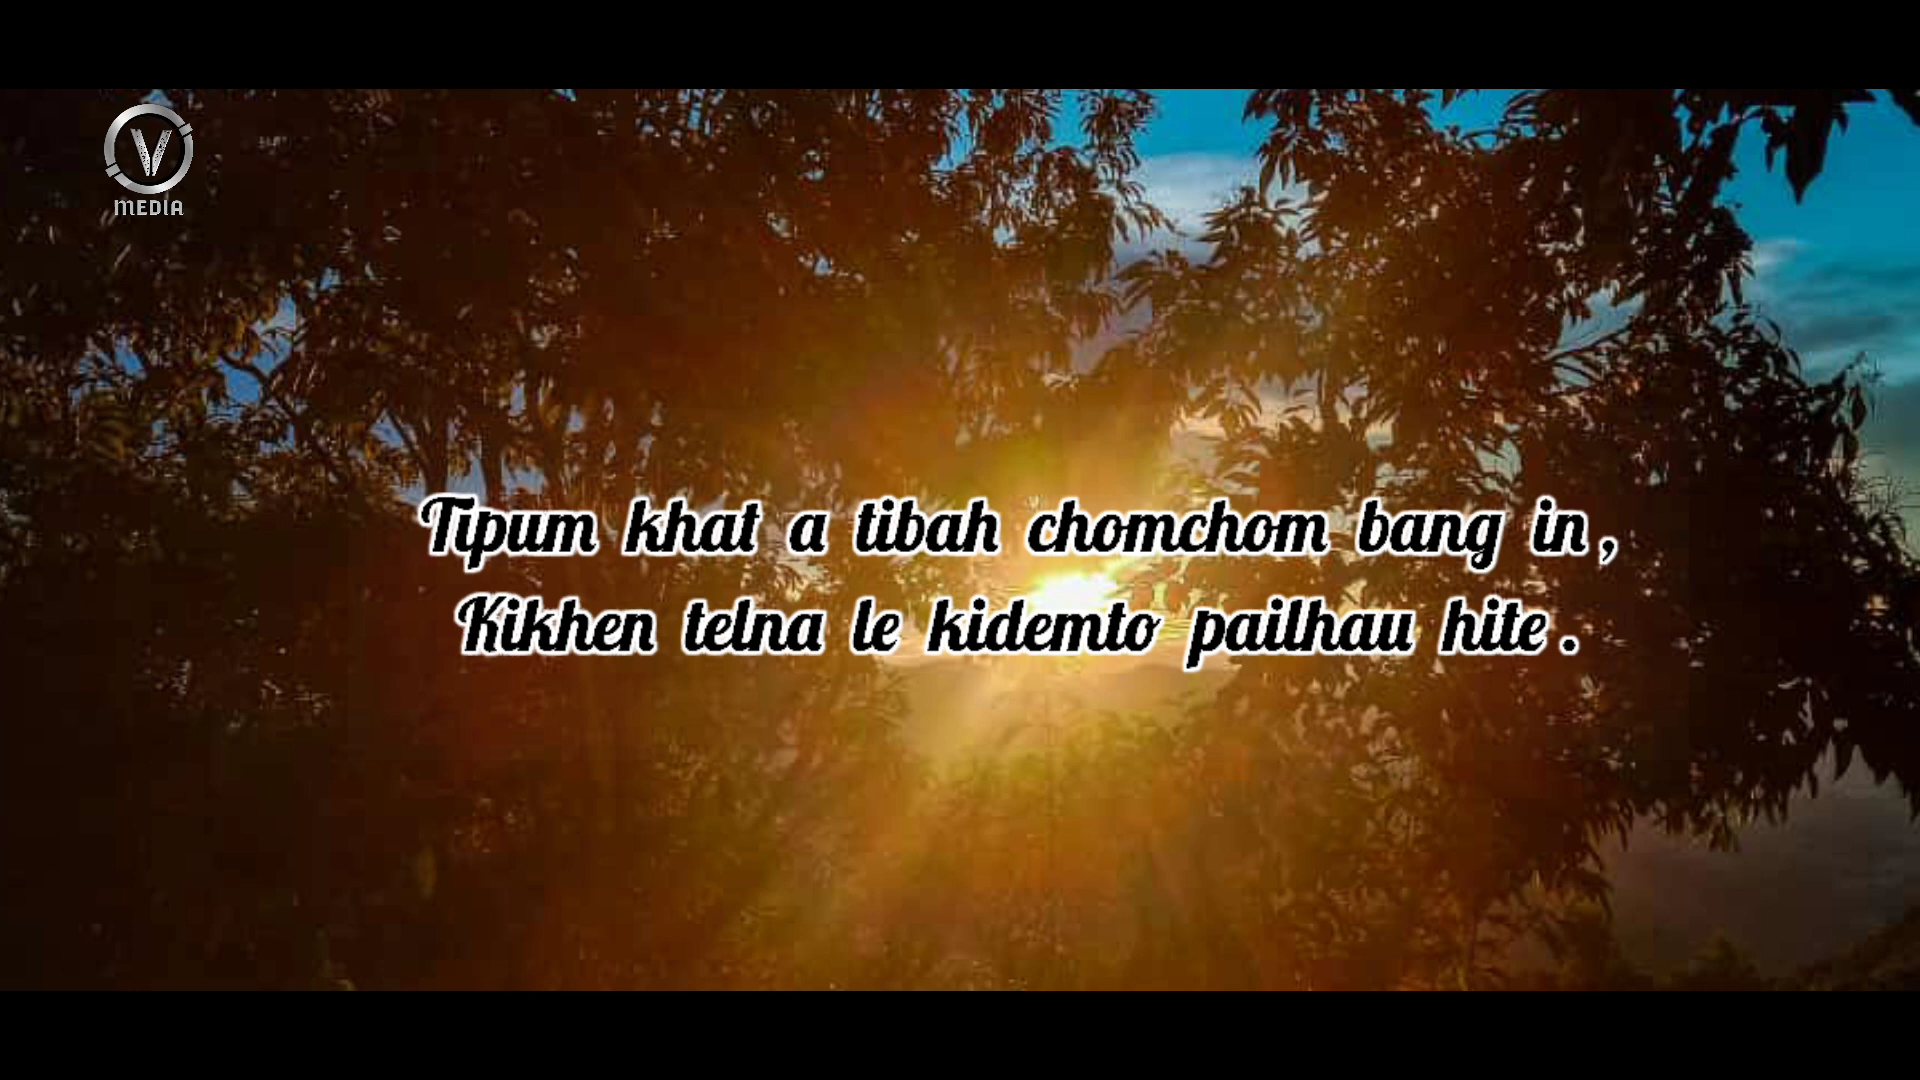 V
MEDIA
Tipum khat a tibah chomchom bang in,
Kikhen telna le kidemto pailhau hite.